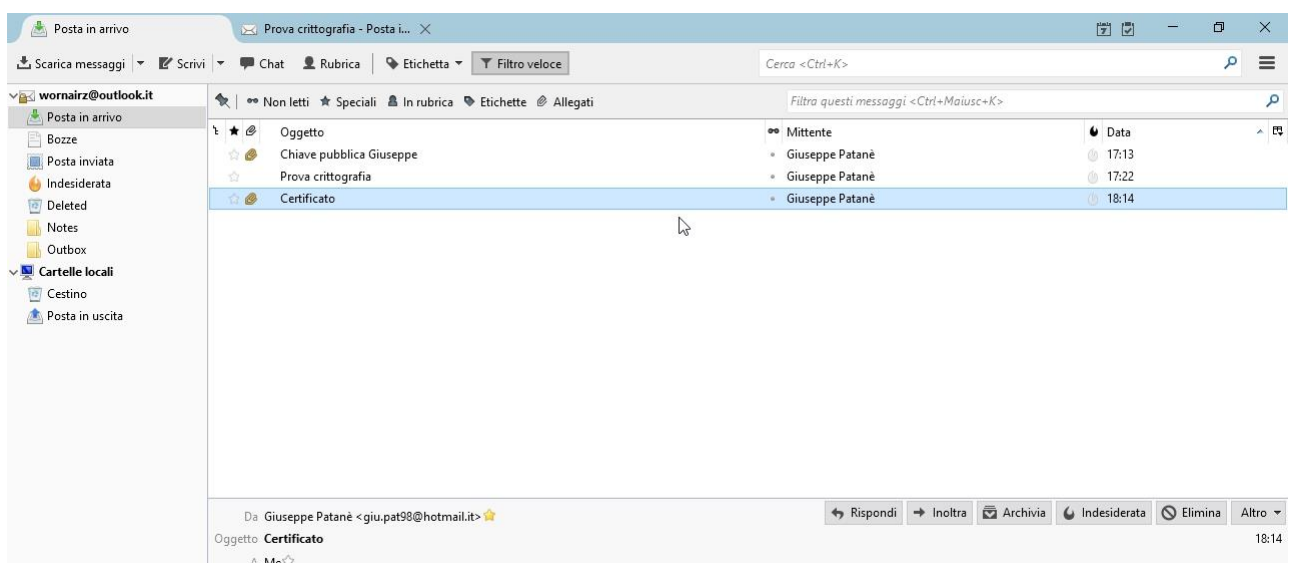 Posta in arrivo
Prova crittografia - Posta i...
Scarica messaggi
Scrivi
Chat
Rubrica
Etichetta
Filtro veloce
Cerca <Ctrl+K>
wornairz@outlook.it
Posta in arrivo
Bozze
Posta inviata
Indesiderata
Deleted
Notes
Outbox
Cartelle locali
Cestino
Posta in uscita
Non letti
Speciali
In rubrica
Etichette
Allegati
Filtra questi messaggi <Ctrl+Maiusc+K>
Oggetto Mittente Data
Chiave pubblica Giuseppe Giuseppe Patanè 17:13
Prova crittografia Giuseppe Patanè 17:22
Certificato Giuseppe Patanè 18:14
Da Giuseppe Patanè <giu.pat98@hotmail.it>
Rispondi
Inoltra
Archivia
Indesiderata
Elimina
Altro
Oggetto Certificato 18:14
A Me